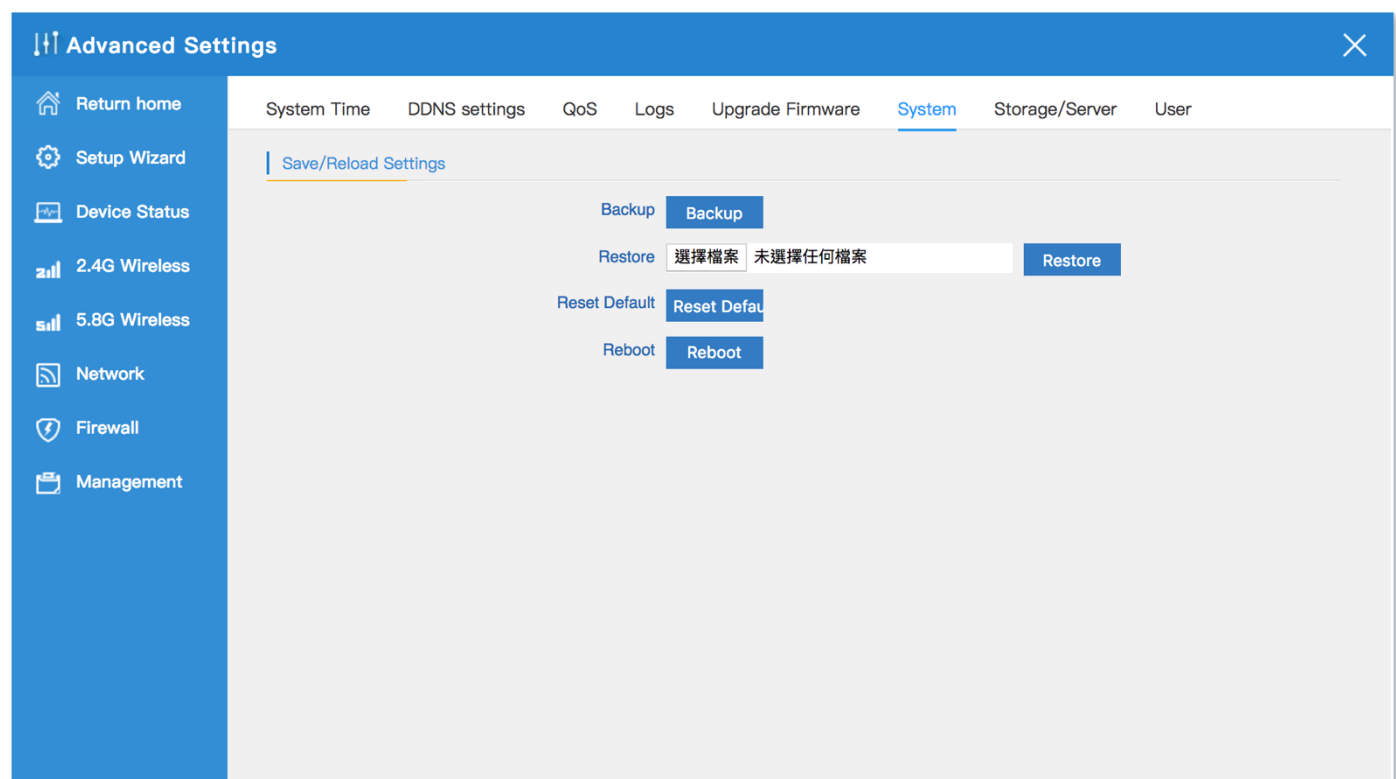 Advanced Settings
Return home
Setup Wizard
Device Status
2.4G Wireless
5.8G Wireless
Network
Firewall
Management
System Time DDNS settings QoS Logs Upgrade Firmware System Storage/Server User
Save/Reload Settings
Backup Backup
Restore 選擇檔案 未選擇任何檔案 Restore
Reset Default Reset Defau
Reboot Reboot